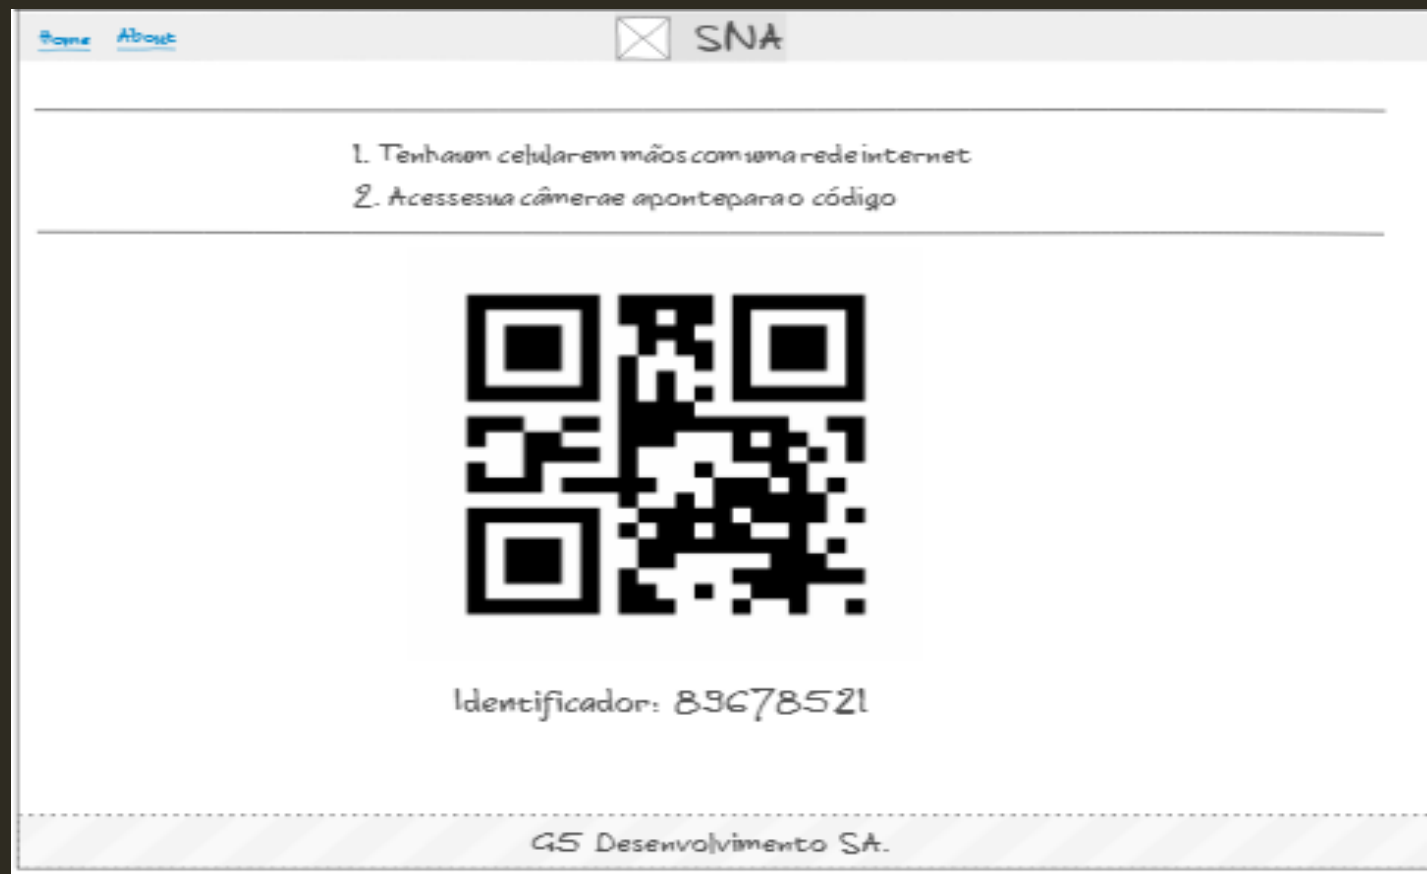 Home About SNA
1. Tenha um celular em mãos com uma rede internet
2. Acesse sua câmera e aponte para o código
Identificador: 89678521
G5 Desenvolvimento SA.